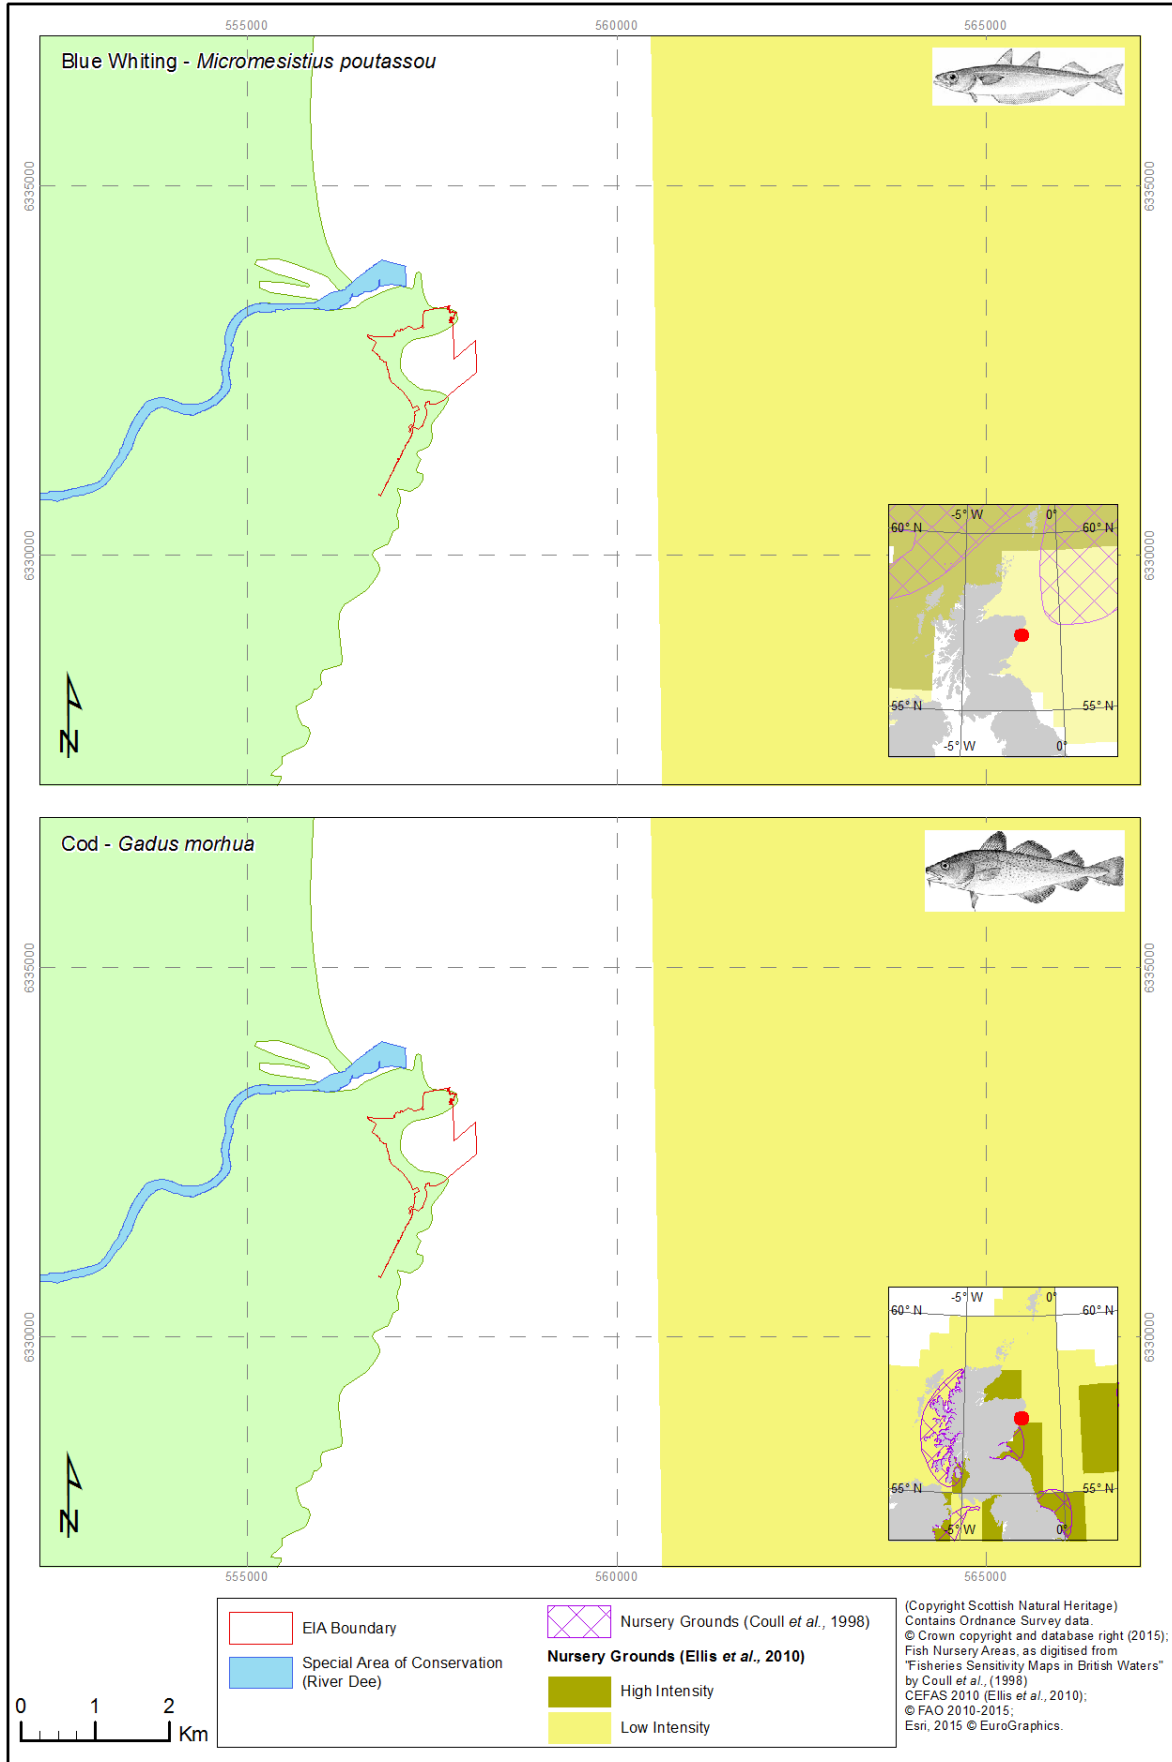 555000 560000 565000
Blue Whiting - Micromesistius poutassou
6335000 6335000
-5° W 0°
60° N 60° N
6330000 6330000
55° N 55° N
-5° W 0°
N
Cod - Gadus morhua
6335000 6335000
-5° W 0°
60° N 60° N
6330000 6330000
55° N 55° N
-5° W 0°
N
555000 560000 565000
EIA Boundary
Special Area of Conservation
(River Dee)
Nursery Grounds (Coull et al., 1998)
Nursery Grounds (Ellis et al., 2010)
High Intensity
Low Intensity
(Copyright Scottish Natural Heritage)
Contains Ordnance Survey data.
© Crown copyright and database right (2015);
Fish Nursery Areas, as digitised from
"Fisheries Sensitivity Maps in British Waters"
by Coull et al., (1998)
CEFAS 2010 (Ellis et al., 2010);
© FAO 2010-2015;
Esri, 2015 © EuroGraphics.
0 1 2
Km